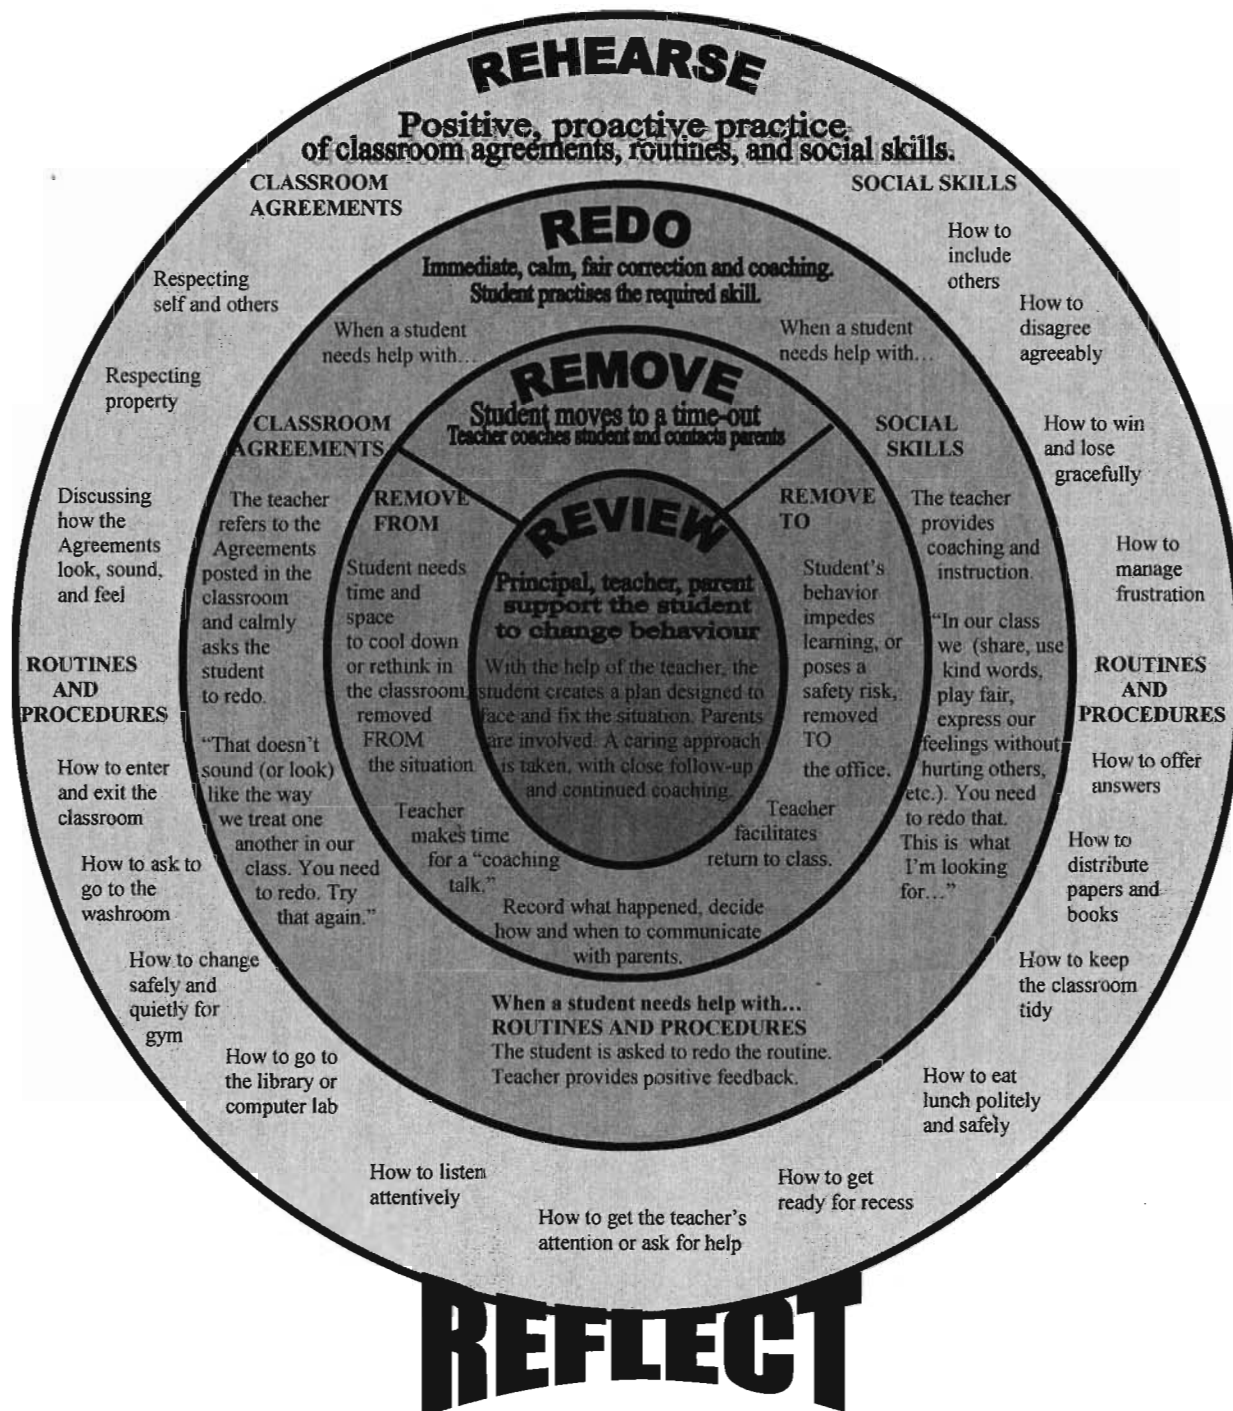 REHEARSE
Positive, proactive practice
of classroom agreements, routines, and social skills.
CLASSROOM
AGREEMENTS
Respecting
self and others
Respecting
property
Discussing
how the
Agreements
look, sound,
and feel
ROUTINES
AND
PROCEDURES
How to enter
and exit the
classroom
How to ask to
go to the
washroom
How to change
safely and
quietly for
gym
How to go to
the library or
computer lab
How to listen
attentively
How to get the teacher's
attention or ask for help
How to get
ready for recess
How to eat
lunch politely
and safely
How to keep
the classroom
tidy
How to
distribute
papers and
books
How to offer
answers
ROUTINES
AND
PROCEDURES
SOCIAL SKILLS
How to
include
others
How to
disagree
agreeably
How to win
and lose
gracefully
How to
manage
frustration
REDO
Immediate, calm, fair correction and coaching.
Student practises the required skill.
When a student
needs help with...
CLASSROOM
AGREEMENTS
The teacher
refers to the
Agreements
posted in the
classroom
and calmly
asks the
student
to redo.
"That doesn't
sound (or look)
like the way
we treat one
another in our
class. You need
to redo. Try
that again."
When a student
needs help with...
SOCIAL
SKILLS
The teacher
provides
coaching and
instruction.
"In our class
we (share, use
kind words,
play fair,
express our
feelings without
hurting others,
etc.). You need
to redo that.
This is what
I'm looking
for..."
When a student needs help with...
ROUTINES AND PROCEDURES
The student is asked to redo the routine.
Teacher provides positive feedback.
REMOVE
Student moves to a time-out
Teacher coaches student and contacts parents
REMOVE
FROM
Student needs
time and
space
to cool down
or rethink in
the classroom,
removed
FROM
the situation
Teacher
makes time
for a "coaching
talk."
REMOVE
TO
Student's
behavior
impedes
learning, or
poses a
safety risk,
removed
TO
the office.
Teacher
facilitates
return to class.
Record what happened, decide
how and when to communicate
with parents.
REVIEW
Principal, teacher, parent
support the student
to change behaviour
With the help of the teacher, the
student creates a plan designed to
face and fix the situation. Parents
are involved. A caring approach
is taken, with close follow-up
and continued coaching.
REFLECT